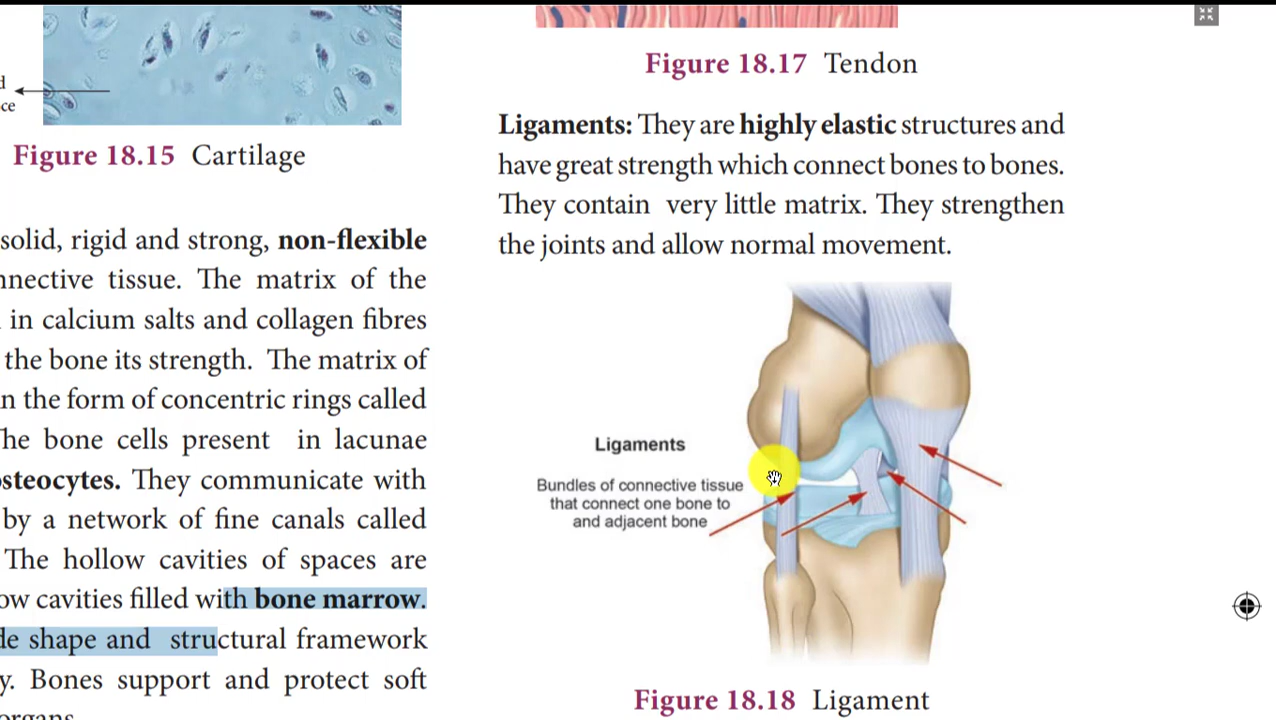 d
ce
Figure 18.15 Cartilage
solid, rigid and strong, non-flexible
nnective tissue. The matrix of the
in calcium salts and collagen fibres
the bone its strength. The matrix of
n the form of concentric rings called
he bone cells present in lacunae
steocytes. They communicate with
by a network of fine canals called
The hollow cavities of spaces are
ow cavities filled with bone marrow.
de shape and structural framework
y. Bones support and protect soft
organs.
Figure 18.17 Tendon
Ligaments: They are highly elastic structures and
have great strength which connect bones to bones.
They contain very little matrix. They strengthen
the joints and allow normal movement.
Ligaments
Bundles of connective tissue
that connect one bone to
and adjacent bone
Figure 18.18 Ligament